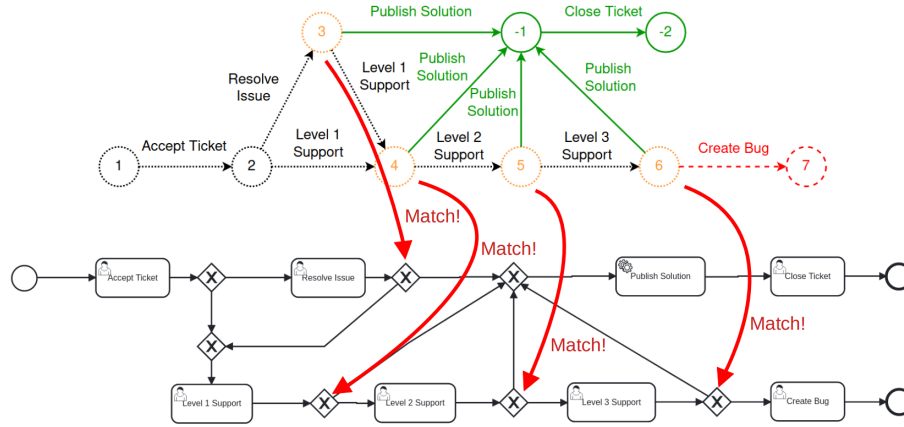 Publish Solution
Close Ticket
3
-1
-2
Resolve
Issue
Level 1
Support
Publish
Solution
Publish
Solution
Publish
Solution
Accept Ticket
Level 1
Support
Level 2
Support
Level 3
Support
Create Bug
1
2
4
5
6
7
Match!
Match!
Match!
Match!
Accept Ticket
X
Resolve Issue
X
X
Publish Solution
Close Ticket
X
Level 1 Support
X
Level 2 Support
X
Level 3 Support
X
Create Bug